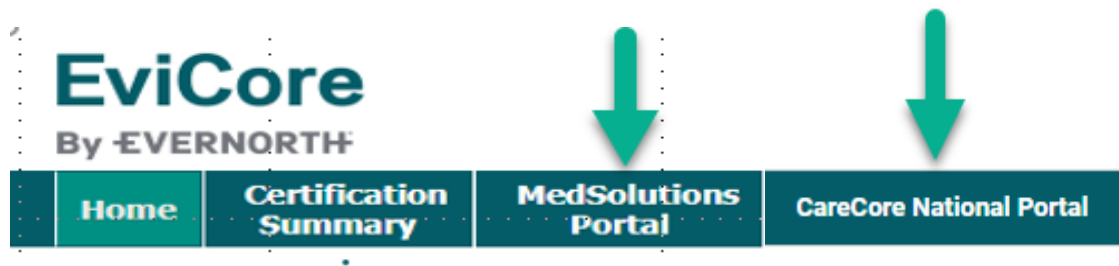 EviCore
By EVERNORTH
Home
Certification
Summary
MedSolutions
Portal
CareCore National Portal